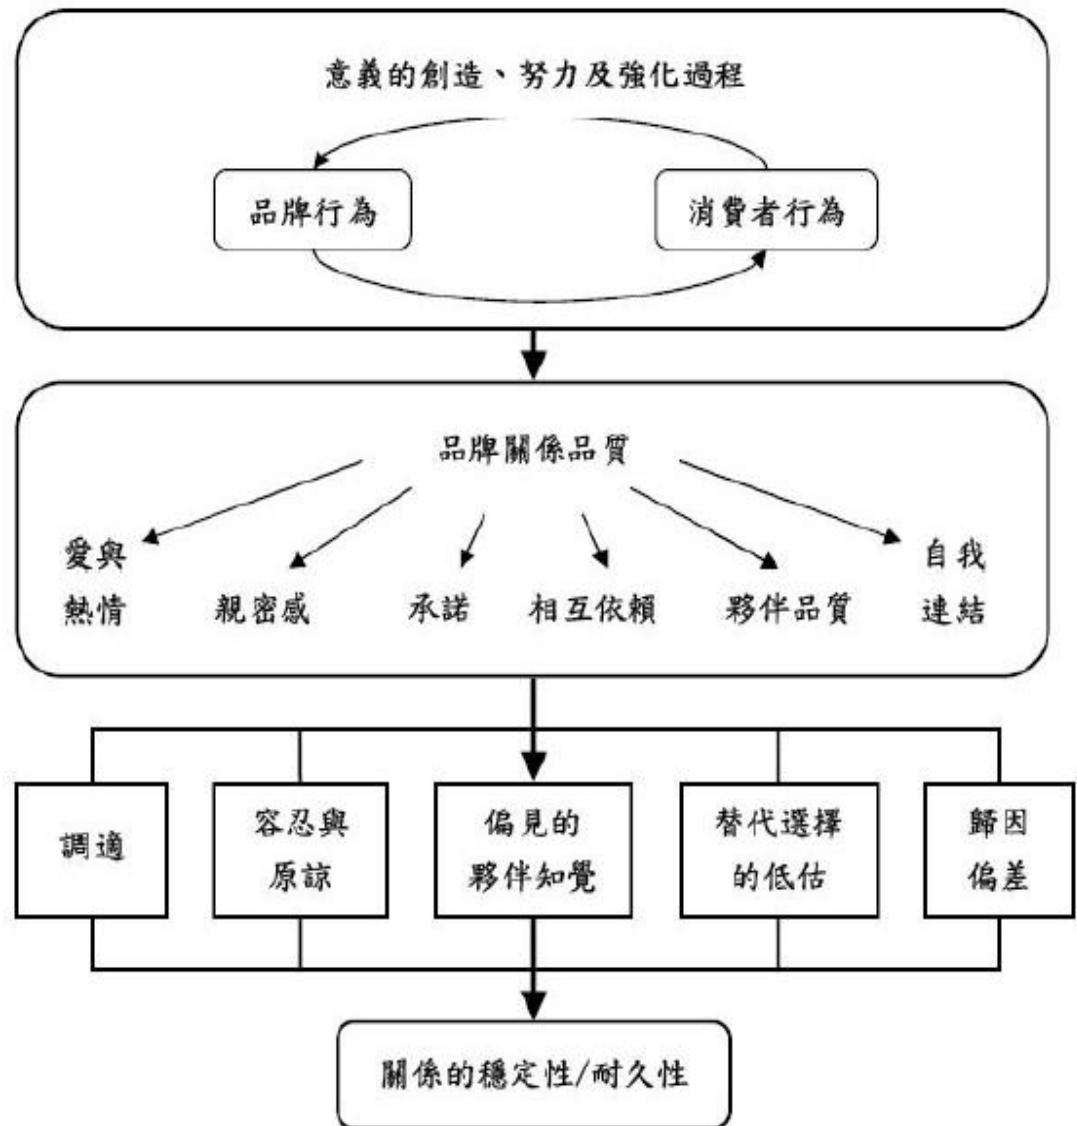 意義的創造、努力及強化過程
品牌行為
消費者行為
品牌關係品質
愛與
熱情
親密感
承諾
相互依賴
夥伴品質
自我
連結
調適
容忍與
原諒
偏見的
夥伴知覺
替代選擇
的低估
歸因
偏差
關係的穩定性/耐久性